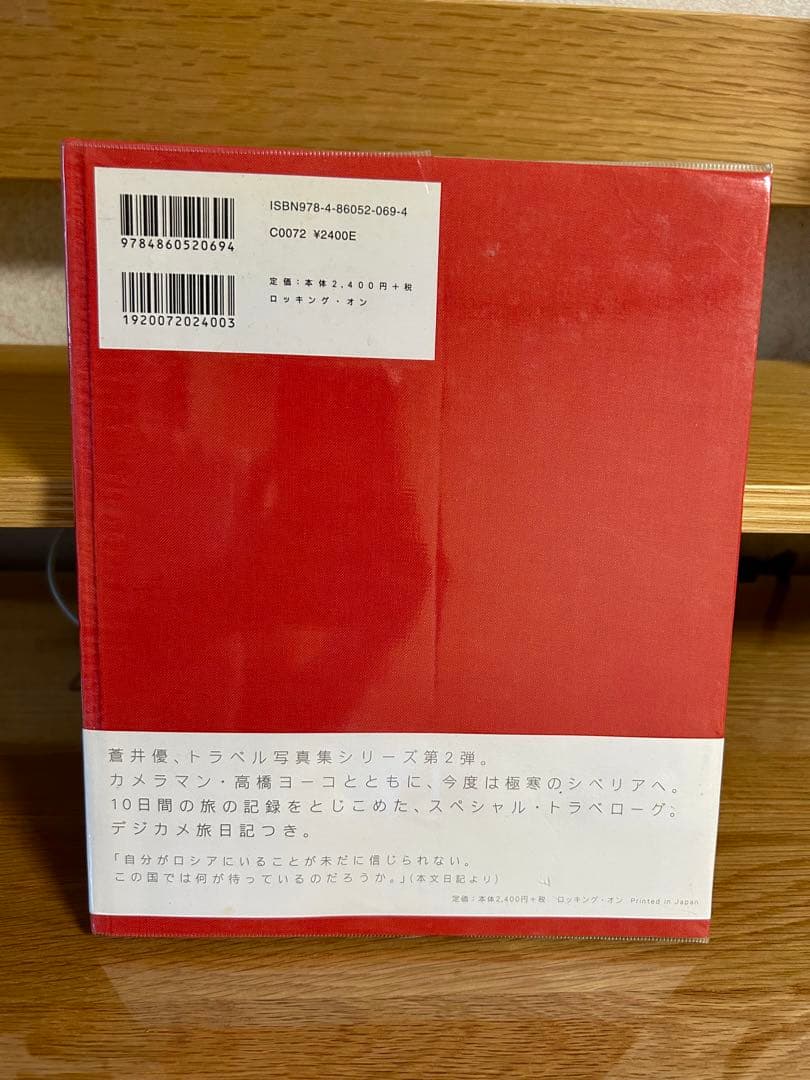 ISBN978-4-86052-069-4
9784860520694
C0072 ¥2400E
定価：本体2,400円＋税
ロッキング・オン
1920072024003
蒼井優、トラベル写真集シリーズ第2弾。
カメラマン・高橋ヨーコとともに、今度は極寒のシベリアへ。
10日間の旅の記録をとじこめた、スペシャル・トラベローグ。
デジカメ旅日記つき。
「自分がロシアにいることが未だに信じられない。
この国では何が待っているのだろうか。」（本文日記より）
定価：本体2,400円＋税　ロッキング・オン　Printed in Japan